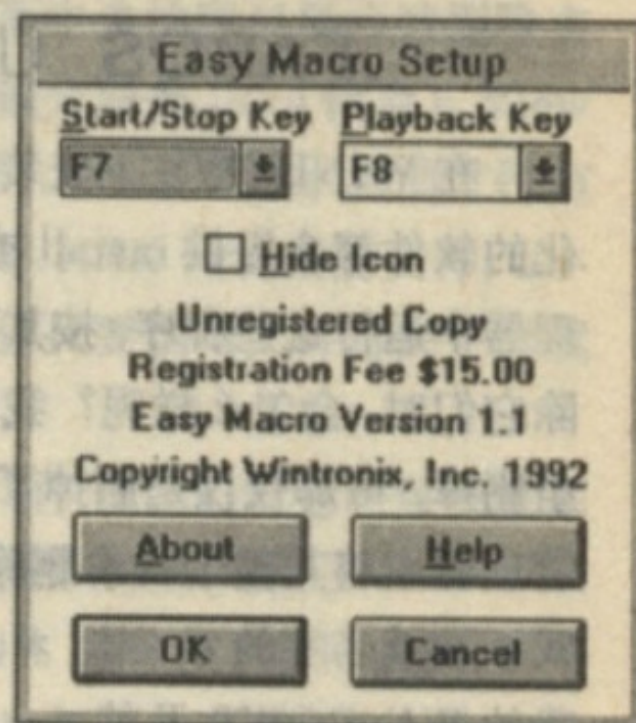 Easy Macro Setup
Start/Stop Key Playback Key
F7 F8
Hide Icon
Unregistered Copy
Registration Fee $15.00
Easy Macro Version 1.1
Copyright Wintronix, Inc. 1992
About Help
OK Cancel